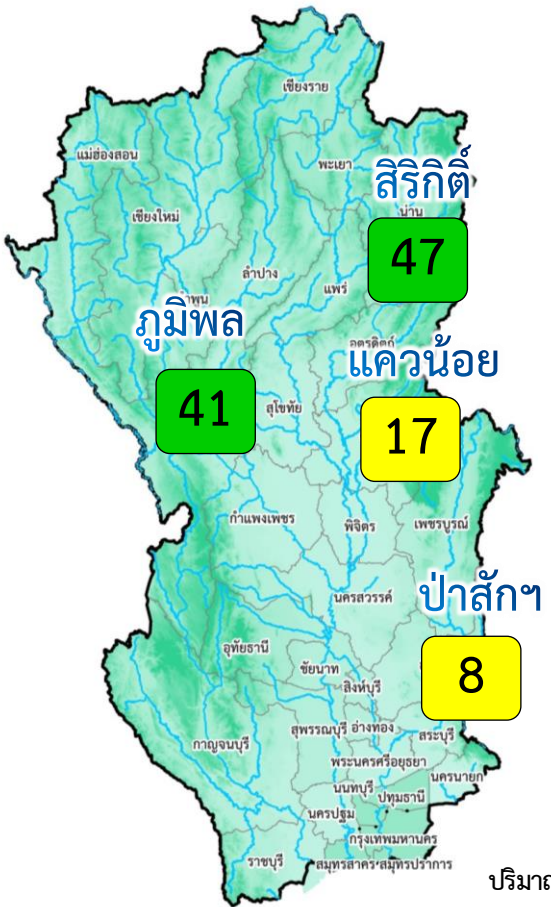 เชียงราย
แม่ฮ่องสอน
พะเยา
สิริกิติ์
น่าน
เชียงใหม่
47
ลำปาง
แพร่
ภูมิพล
อุตรดิตถ์
แควน้อย
41
สุโขทัย
17
กำแพงเพชร
พิจิตร
เพชรบูรณ์
นครสวรรค์
ป่าสักฯ
อุทัยธานี
ชัยนาท
8
สิงห์บุรี
สุพรรณบุรี อ่างทอง
สระบุรี
กาญจนบุรี
พระนครศรีอยุธยา
นครนายก
นนทบุรี
ปทุมธานี
นครปฐม
กรุงเทพมหานคร
ราชบุรี
สมุทรสาคร สมุทรปราการ